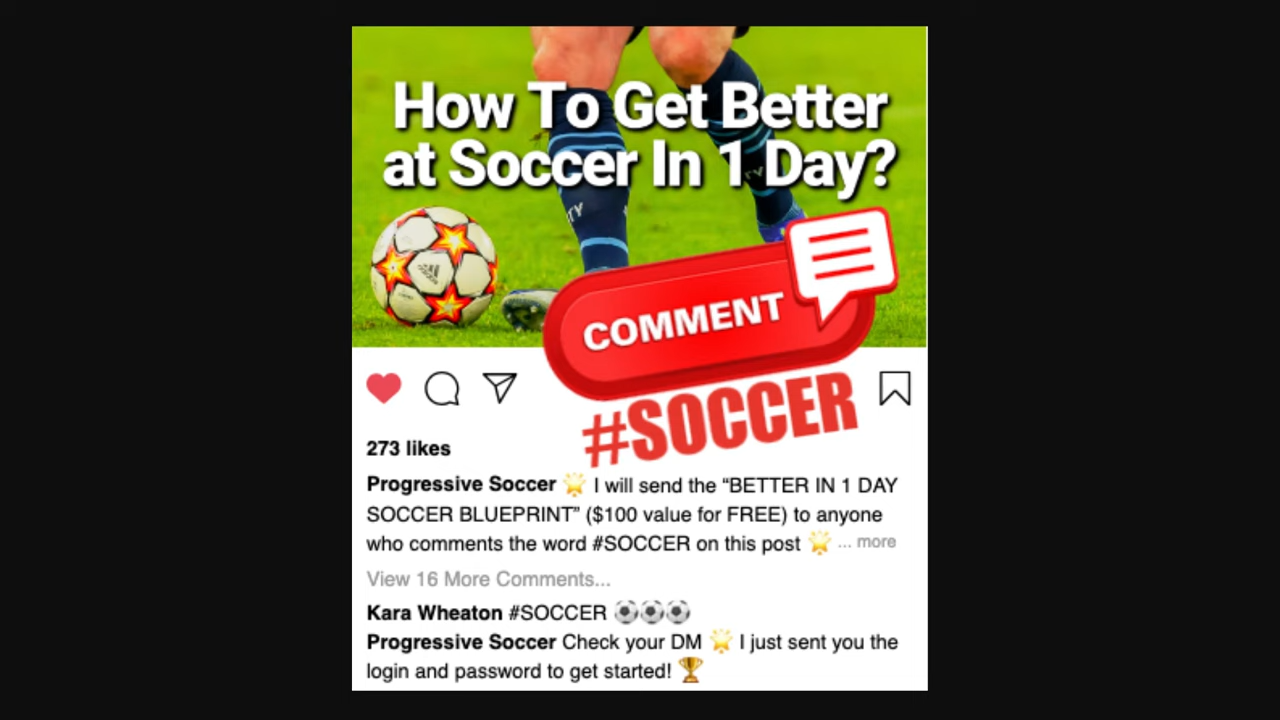 How To Get Better
at Soccer In 1 Day?
COMMENT
#SOCCER
273 likes
Progressive Soccer 🌟 I will send the “BETTER IN 1 DAY
SOCCER BLUEPRINT” ($100 value for FREE) to anyone
who comments the word #SOCCER on this post 🌟 ... more
View 16 More Comments...
Kara Wheaton #SOCCER ⚽⚽⚽
Progressive Soccer Check your DM 🌟 I just sent you the
login and password to get started! 🏆